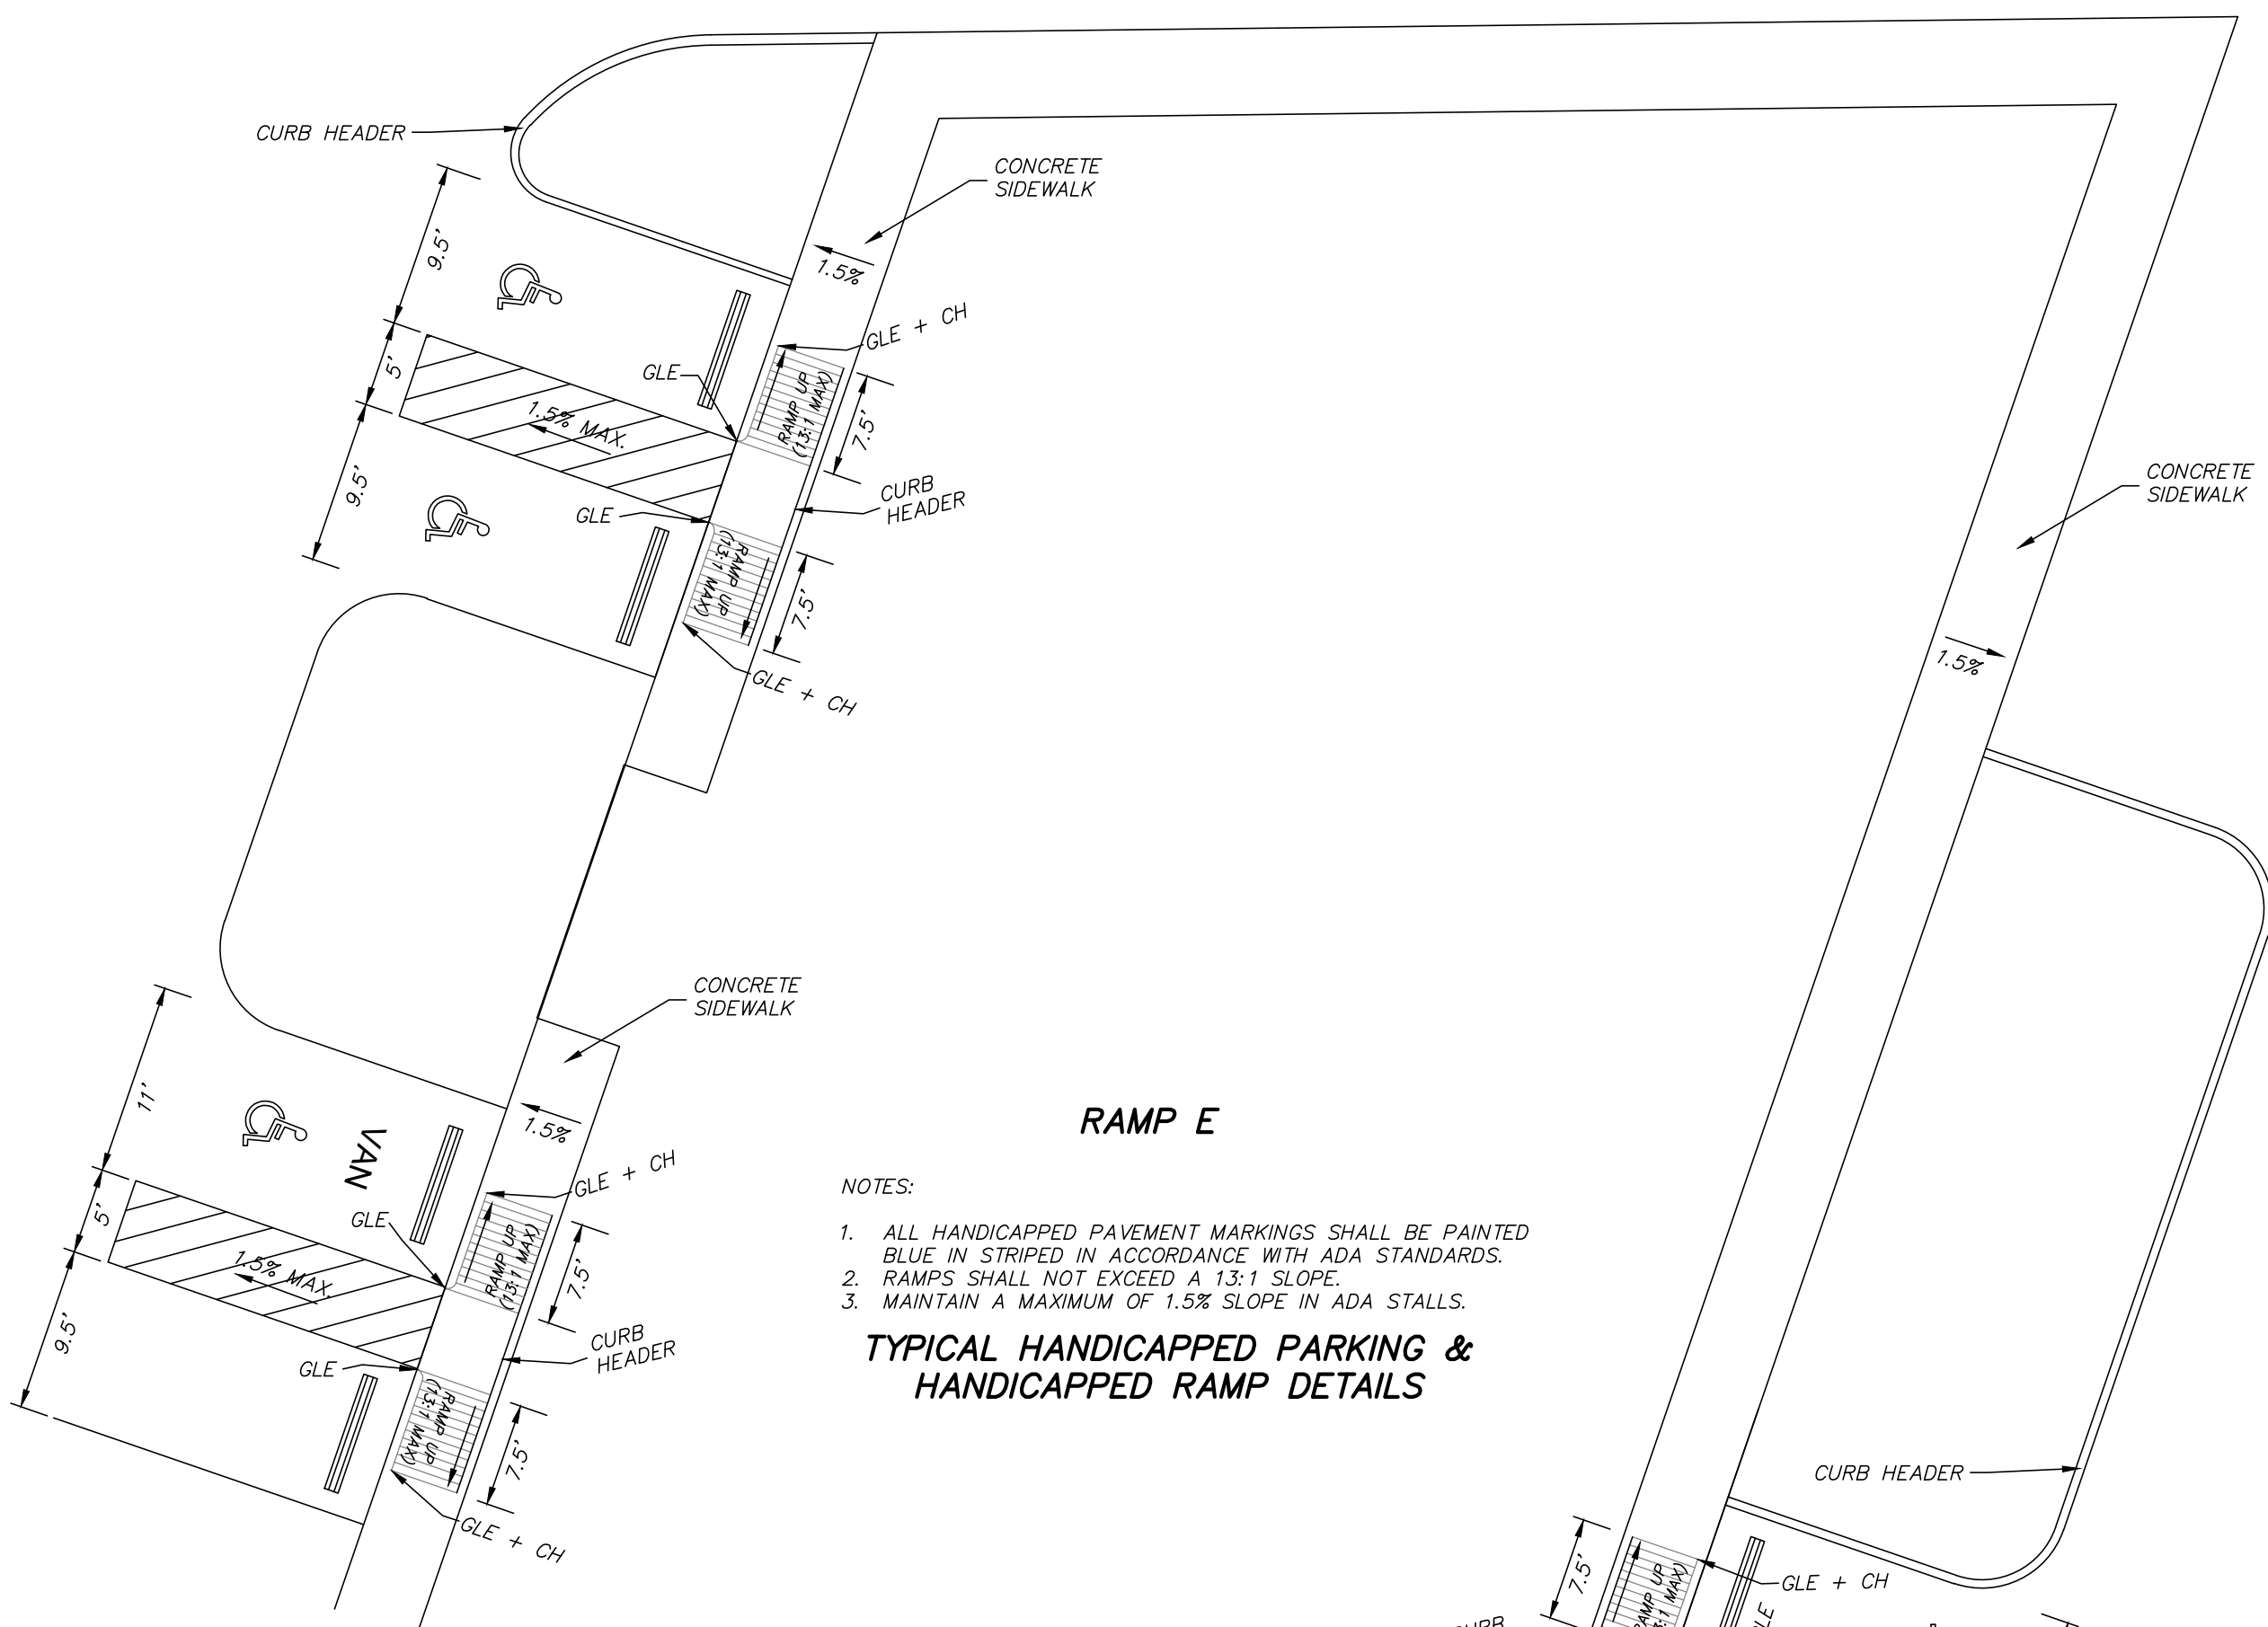 CURB HEADER
CONCRETE
SIDEWALK
9.5'
1.5%
GLE + CH
5'
GLE
RAMP UP
(13:1 MAX)
1.5% MAX.
7.5'
9.5'
CURB
HEADER
GLE
RAMP UP
(13:1 MAX)
7.5'
GLE + CH
CONCRETE
SIDEWALK
1.5%
CONCRETE
SIDEWALK
11'
VAN
1.5%
GLE + CH
5'
GLE
RAMP UP
(13:1 MAX)
1.5% MAX.
7.5'
9.5'
CURB
HEADER
GLE
RAMP UP
(13:1 MAX)
7.5'
GLE + CH
RAMP E
NOTES:
1. ALL HANDICAPPED PAVEMENT MARKINGS SHALL BE PAINTED
BLUE IN STRIPED IN ACCORDANCE WITH ADA STANDARDS.
2. RAMPS SHALL NOT EXCEED A 13:1 SLOPE.
3. MAINTAIN A MAXIMUM OF 1.5% SLOPE IN ADA STALLS.
TYPICAL HANDICAPPED PARKING &
HANDICAPPED RAMP DETAILS
CURB HEADER
7.5'
GLE + CH
UP
MAX)